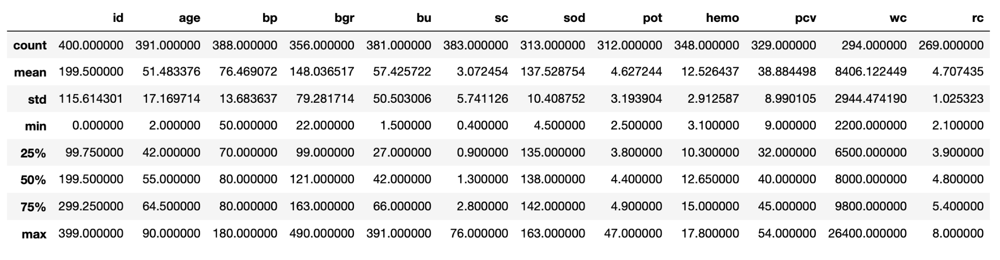 id age bp bgr bu sc sod pot hemo pcv wc rc
count 400.000000 391.000000 388.000000 356.000000 381.000000 383.000000 313.000000 312.000000 348.000000 329.000000 294.000000 269.000000
mean 199.500000 51.483376 76.469072 148.036517 57.425722 3.072454 137.528754 4.627244 12.526437 38.884498 8406.122449 4.707435
std 115.614301 17.169714 13.683637 79.281714 50.503006 5.741126 10.408752 3.193904 2.912587 8.990105 2944.474190 1.025323
min 0.000000 2.000000 50.000000 22.000000 1.500000 0.400000 4.500000 2.500000 3.100000 9.000000 2200.000000 2.100000
25% 99.750000 42.000000 70.000000 99.000000 27.000000 0.900000 135.000000 3.800000 10.300000 32.000000 6500.000000 3.900000
50% 199.500000 55.000000 80.000000 121.000000 42.000000 1.300000 138.000000 4.400000 12.650000 40.000000 8000.000000 4.800000
75% 299.250000 64.500000 80.000000 163.000000 66.000000 2.800000 142.000000 4.900000 15.000000 45.000000 9800.000000 5.400000
max 399.000000 90.000000 180.000000 490.000000 391.000000 76.000000 163.000000 47.000000 17.800000 54.000000 26400.000000 8.000000